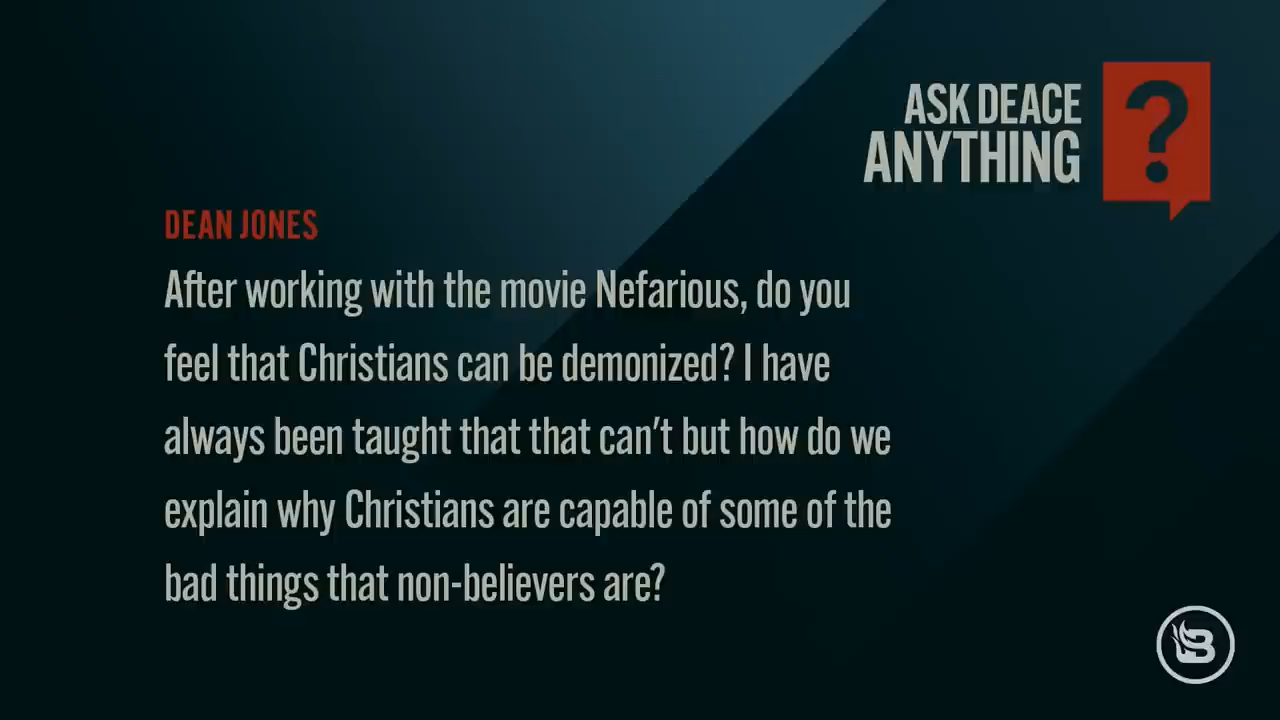 ASK DEACE
ANYTHING
?
DEAN JONES
After working with the movie Nefarious, do you
feel that Christians can be demonized? I have
always been taught that that can't but how do we
explain why Christians are capable of some of the
bad things that non-believers are?
B